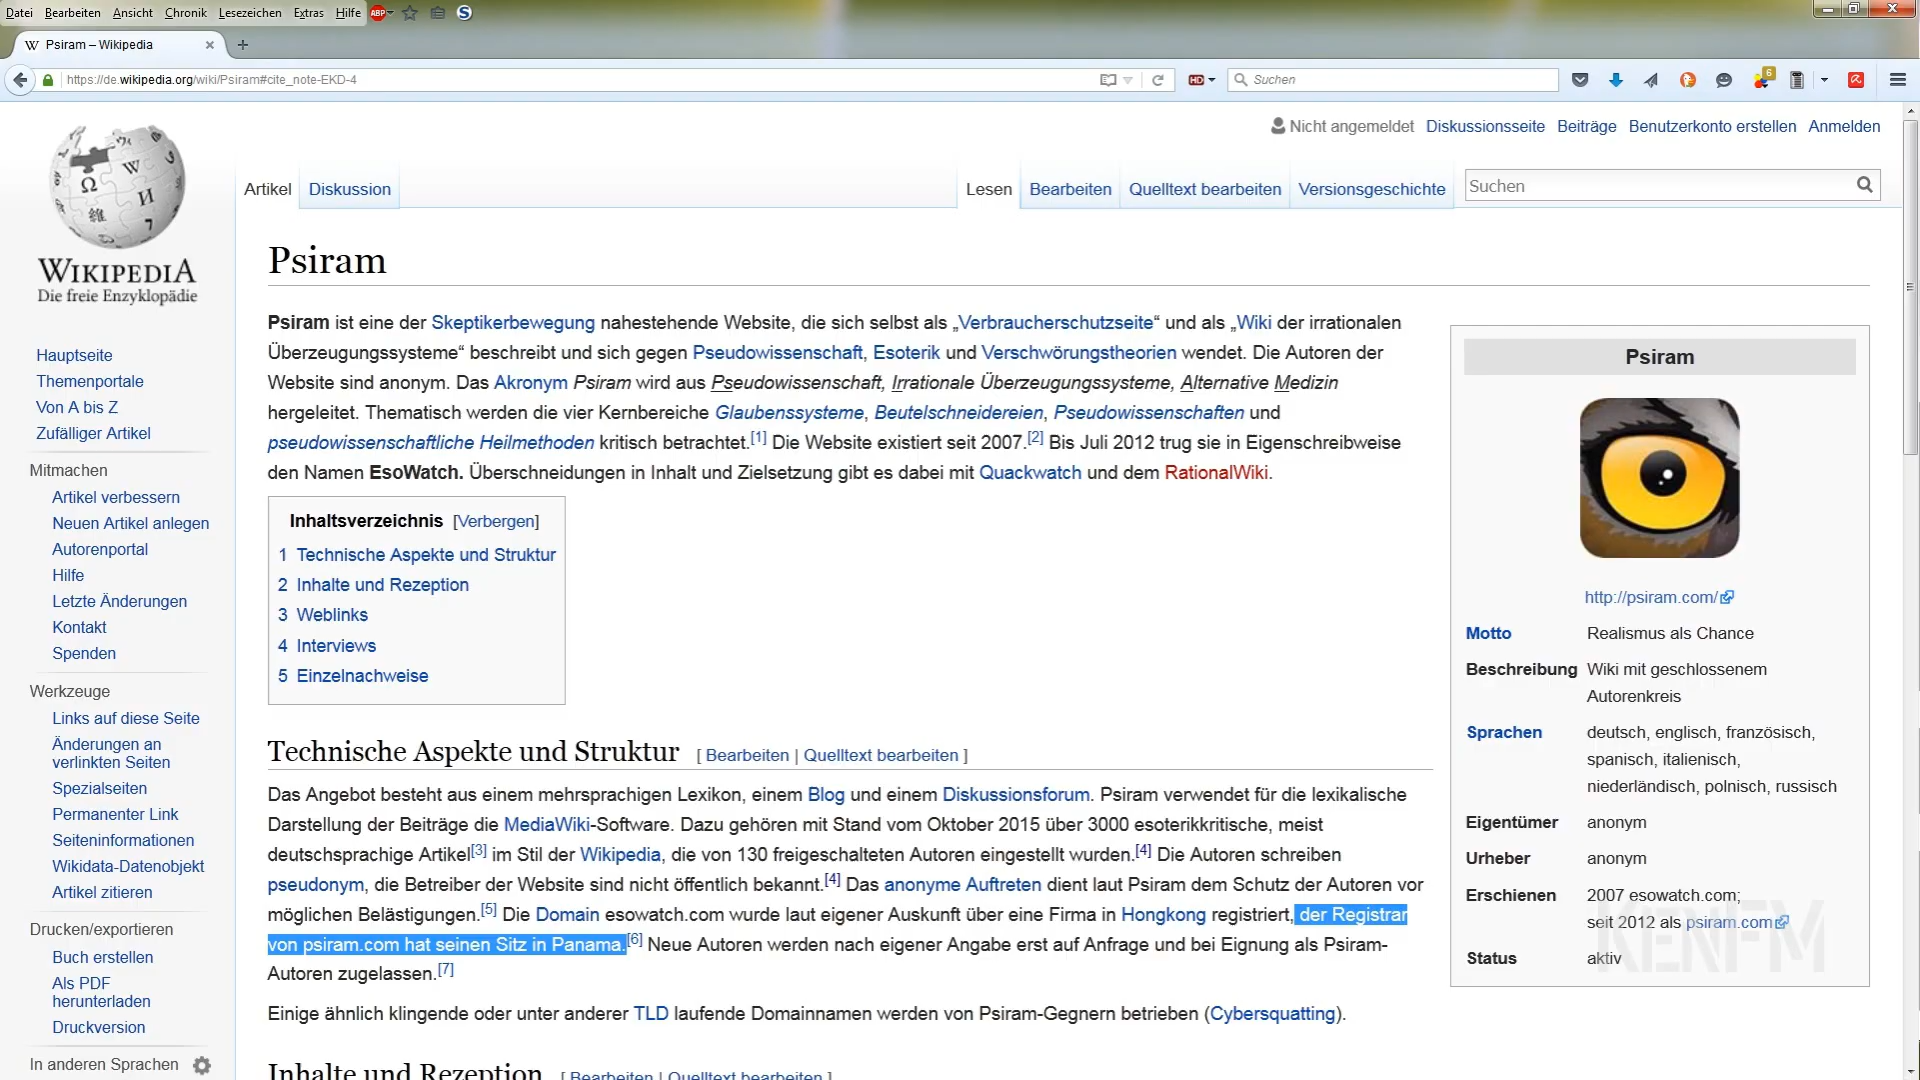 Datei Bearbeiten Ansicht Chronik Lesezeichen Extras Hilfe ABP S
W Psiram – Wikipedia
https://de.wikipedia.org/wiki/Psiram#cite_note-EKD-4 HD Suchen 6
Nicht angemeldet Diskussionsseite Beiträge Benutzerkonto erstellen Anmelden
Artikel Diskussion Lesen Bearbeiten Quelltext bearbeiten Versionsgeschichte Suchen
WIKIPEDIA
Die freie Enzyklopädie
Hauptseite
Themenportale
Von A bis Z
Zufälliger Artikel
Mitmachen
Artikel verbessern
Neuen Artikel anlegen
Autorenportal
Hilfe
Letzte Änderungen
Kontakt
Spenden
Werkzeuge
Links auf diese Seite
Änderungen an
verlinkten Seiten
Spezialseiten
Permanenter Link
Seiteninformationen
Wikidata-Datenobjekt
Artikel zitieren
Drucken/exportieren
Buch erstellen
Als PDF
herunterladen
Druckversion
In anderen Sprachen
Psiram
Psiram ist eine der Skeptikerbewegung nahestehende Website, die sich selbst als „Verbraucherschutzseite“ und als „Wiki der irrationalen
Überzeugungssysteme“ beschreibt und sich gegen Pseudowissenschaft, Esoterik und Verschwörungstheorien wendet. Die Autoren der
Website sind anonym. Das Akronym Psiram wird aus Pseudowissenschaft, Irrationale Überzeugungssysteme, Alternative Medizin
hergeleitet. Thematisch werden die vier Kernbereiche Glaubenssysteme, Beutelschneidereien, Pseudowissenschaften und
pseudowissenschaftliche Heilmethoden kritisch betrachtet.[1] Die Website existiert seit 2007.[2] Bis Juli 2012 trug sie in Eigenschreibweise
den Namen EsoWatch. Überschneidungen in Inhalt und Zielsetzung gibt es dabei mit Quackwatch und dem RationalWiki.
Inhaltsverzeichnis [Verbergen]
1 Technische Aspekte und Struktur
2 Inhalte und Rezeption
3 Weblinks
4 Interviews
5 Einzelnachweise
Technische Aspekte und Struktur [ Bearbeiten | Quelltext bearbeiten ]
Das Angebot besteht aus einem mehrsprachigen Lexikon, einem Blog und einem Diskussionsforum. Psiram verwendet für die lexikalische
Darstellung der Beiträge die MediaWiki-Software. Dazu gehören mit Stand vom Oktober 2015 über 3000 esoterikkritische, meist
deutschsprachige Artikel[3] im Stil der Wikipedia, die von 130 freigeschalteten Autoren eingestellt wurden.[4] Die Autoren schreiben
pseudonym, die Betreiber der Website sind nicht öffentlich bekannt.[4] Das anonyme Auftreten dient laut Psiram dem Schutz der Autoren vor
möglichen Belästigungen.[5] Die Domain esowatch.com wurde laut eigener Auskunft über eine Firma in Hongkong registriert, der Registrar
von psiram.com hat seinen Sitz in Panama.[6] Neue Autoren werden nach eigener Angabe erst auf Anfrage und bei Eignung als Psiram-
Autoren zugelassen.[7]
Einige ähnlich klingende oder unter anderer TLD laufende Domainnamen werden von Psiram-Gegnern betrieben (Cybersquatting).
Inhalte und Rezeption [ Bearbeiten | Quelltext bearbeiten ]
Psiram
http://psiram.com/
Motto Realismus als Chance
Beschreibung Wiki mit geschlossenem
Autorenkreis
Sprachen deutsch, englisch, französisch,
spanisch, italienisch,
niederländisch, polnisch, russisch
Eigentümer anonym
Urheber anonym
Erschienen 2007 esowatch.com;
seit 2012 als psiram.com
Status aktiv
KENFM